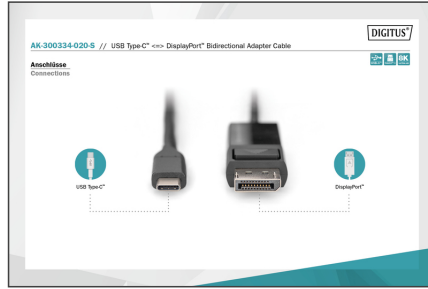 DIGITUS®
AK-300334-020-S // USB Type-C™ <=> DisplayPort™ Bidirectional Adapter Cable
8K
Anschlüsse
Connections
USB Type-C™
DisplayPort™